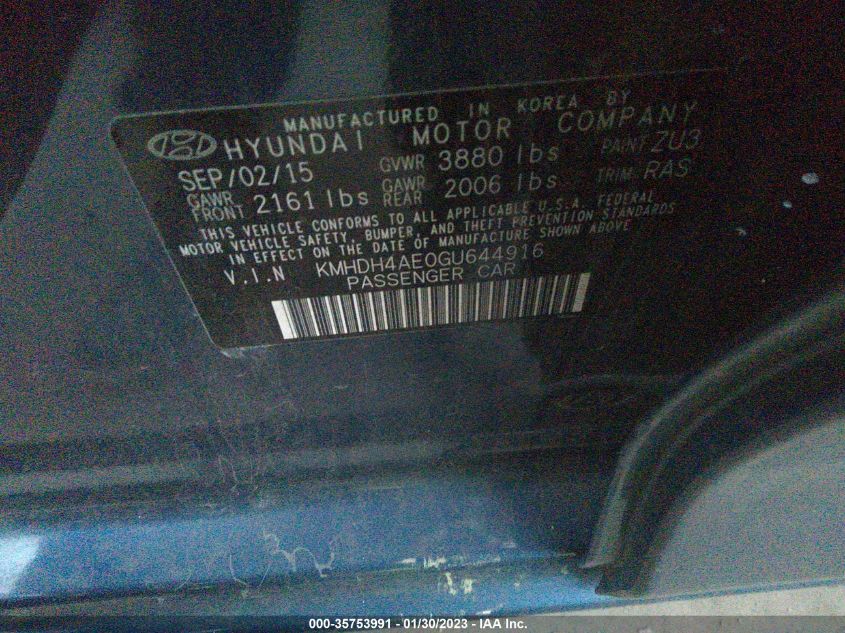 MANUFACTURED IN KOREA BY
HYUNDAI MOTOR COMPANY
SEP/02/15 GVWR 3880 lbs PAINT ZU3
GAWR FRONT 2161 lbs GAWR REAR 2006 lbs TRIM RAS
THIS VEHICLE CONFORMS TO ALL APPLICABLE U.S.A. FEDERAL
MOTOR VEHICLE SAFETY, BUMPER, AND THEFT PREVENTION STANDARDS
IN EFFECT ON THE DATE OF MANUFACTURE SHOWN ABOVE
V.I.N KMHDH4AE0GU644916
PASSENGER CAR
000-35753991 - 01/30/2023 - IAA Inc.